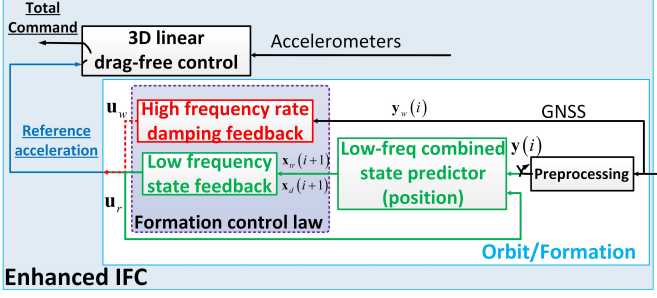 Total
Command
3D linear
drag-free control
Accelerometers
Reference
acceleration
u_w
High frequency rate
damping feedback
y_w(i)
GNSS
Low frequency
state feedback
x_tr(i+1)
x_d(i+1)
Low-freq combined
state predictor
(position)
y(i)
Preprocessing
u_r
Formation control law
Orbit/Formation
Enhanced IFC